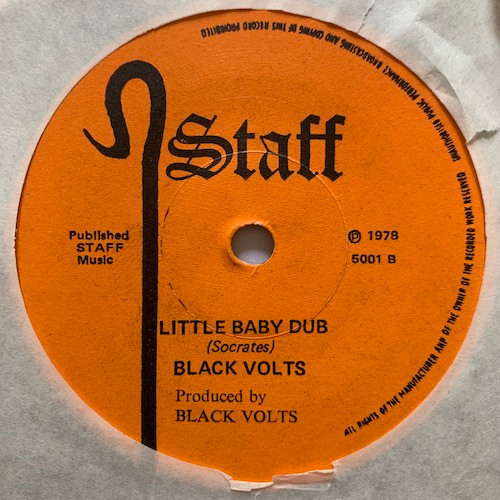 Staff
Published
STAFF
Music
℗ 1978
5001 B
LITTLE BABY DUB
(Socrates)
BLACK VOLTS
Produced by
BLACK VOLTS
ALL RIGHTS OF THE MANUFACTURER AND OF THE OWNER OF THE RECORDED WORK RESERVED
UNAUTHORISED PUBLIC PERFORMANCE BROADCASTING AND COPYING OF THIS RECORD PROHIBITED